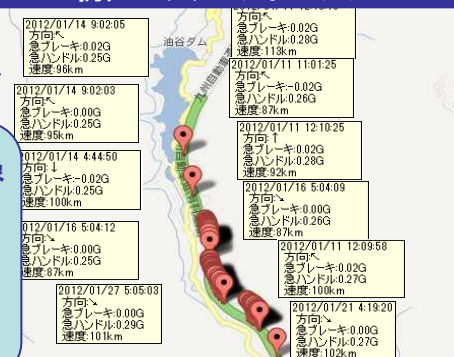 2012/01/14 9:02:05
方向:↖
急ブレーキ:0.02G
急ハンドル:0.25G
速度:96km
油谷ダム
急ブレーキ:0.02G
急ハンドル:0.28G
速度:113km
九州自動車道
2012/01/11 11:01:25
方向:↖
急ブレーキ:-0.02G
急ハンドル:0.26G
速度:87km
2012/01/14 9:02:03
方向:↖
急ブレーキ:0.00G
急ハンドル:0.25G
速度:95km
2012/01/11 12:10:25
方向:↑
急ブレーキ:0.02G
急ハンドル:0.28G
速度:92km
2012/01/14 4:44:50
方向:↓
急ブレーキ:-0.02G
急ハンドル:0.25G
速度:100km
2012/01/16 5:04:09
方向:↘
急ブレーキ:0.00G
急ハンドル:0.26G
速度:87km
2012/01/16 5:04:12
方向:↘
急ブレーキ:0.00G
急ハンドル:0.25G
速度:87km
2012/01/11 12:09:58
方向:↖
急ブレーキ:0.02G
急ハンドル:0.27G
速度:100km
2012/01/27 5:05:03
方向:↘
急ブレーキ:0.00G
急ハンドル:0.29G
速度:101km
2012/01/21 4:19:20
方向:↘
急ブレーキ:0.00G
急ハンドル:0.27G
速度:102km